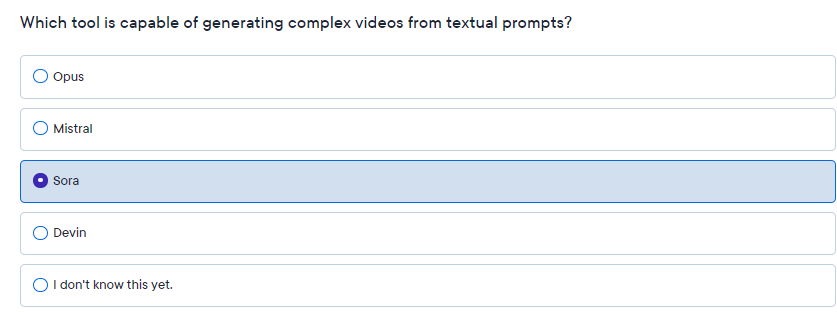 Which tool is capable of generating complex videos from textual prompts?
Opus
Mistral
Sora
Devin
I don't know this yet.